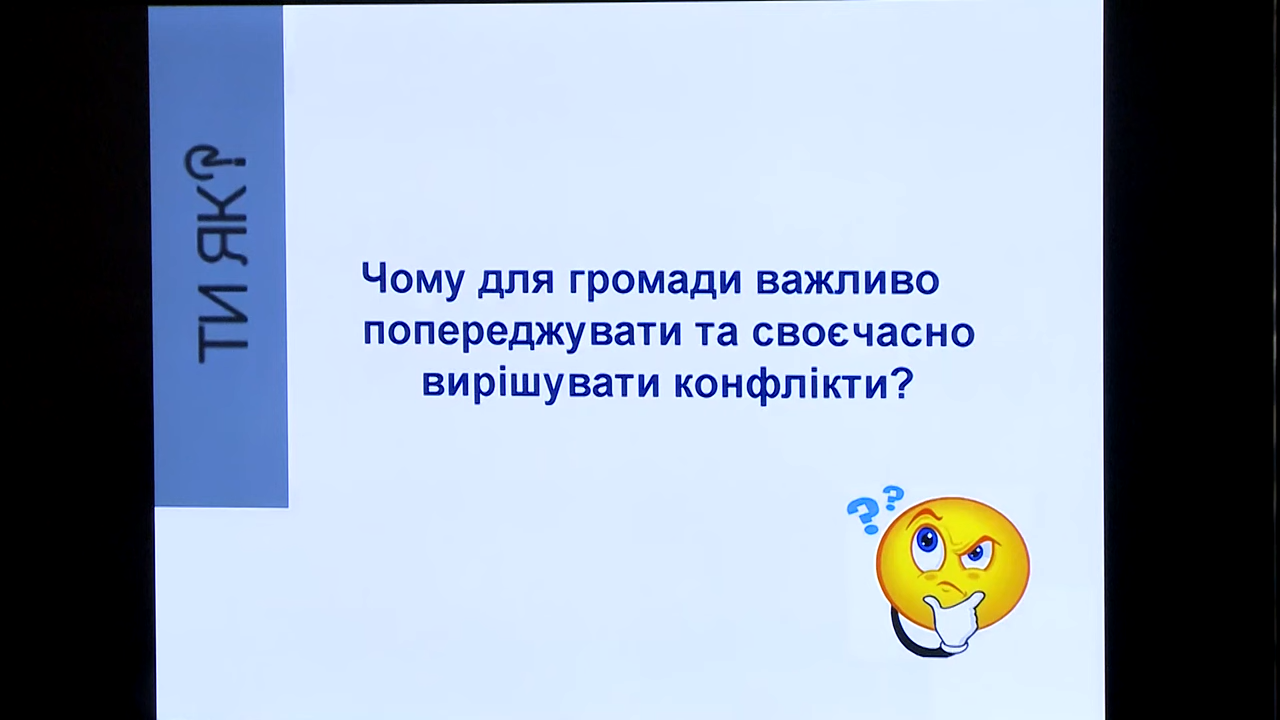 ТИ ЯК?
Чому для громади важливо
попереджувати та своєчасно
вирішувати конфлікти?
? ?